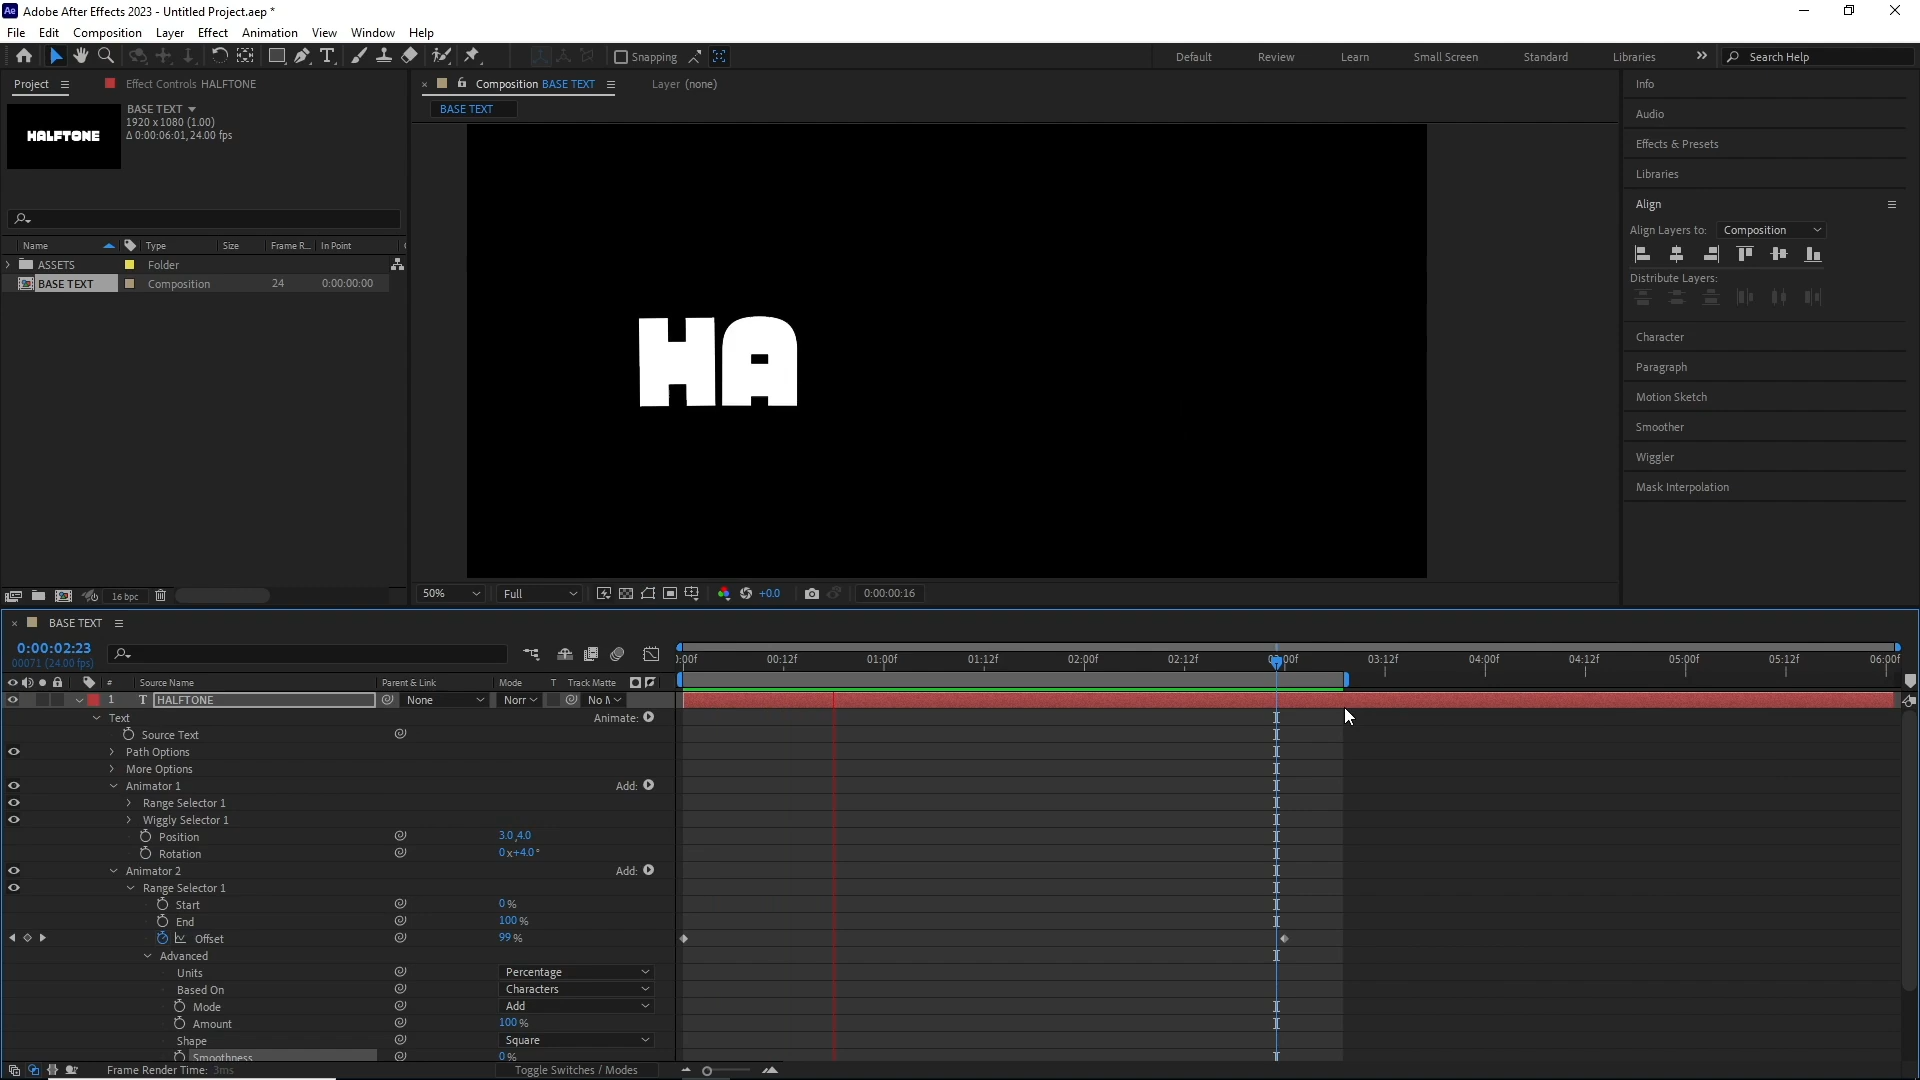 Ae Adobe After Effects 2023 - Untitled Project.aep *
File Edit Composition Layer Effect Animation View Window Help
Snapping Default Review Learn Small Screen Standard Libraries Search Help
Project Effect Controls HALFTONE
BASE TEXT
1920 x 1080 (1.00)
Δ 0:00:06:01, 24.00 fps
HALFTONE
Name Type Size Frame R... In Point
ASSETS Folder
BASE TEXT Composition 24 0:00:00:00
16 bpc
Composition BASE TEXT Layer (none)
BASE TEXT
HA
50% Full +0.0 0:00:00:16
Info
Audio
Effects & Presets
Libraries
Align
Align Layers to: Composition
Distribute Layers:
Character
Paragraph
Motion Sketch
Smoother
Wiggler
Mask Interpolation
BASE TEXT
0:00:02:23
00071 (24.00 fps)
# Source Name Parent & Link Mode T Track Matte
1 T HALFTONE None Norr No M
Text Animate:
Source Text
Path Options
More Options
Animator 1 Add:
Range Selector 1
Wiggly Selector 1
Position 3.0,4.0
Rotation 0x+4.0°
Animator 2 Add:
Range Selector 1
Start 0%
End 100%
Offset 99%
Advanced
Units Percentage
Based On Characters
Mode Add
Amount 100%
Shape Square
Smoothness 0%
Frame Render Time: 3ms Toggle Switches / Modes
:00f 00:12f 01:00f 01:12f 02:00f 02:12f 03:12f 04:00f 04:12f 05:00f 05:12f 06:00f